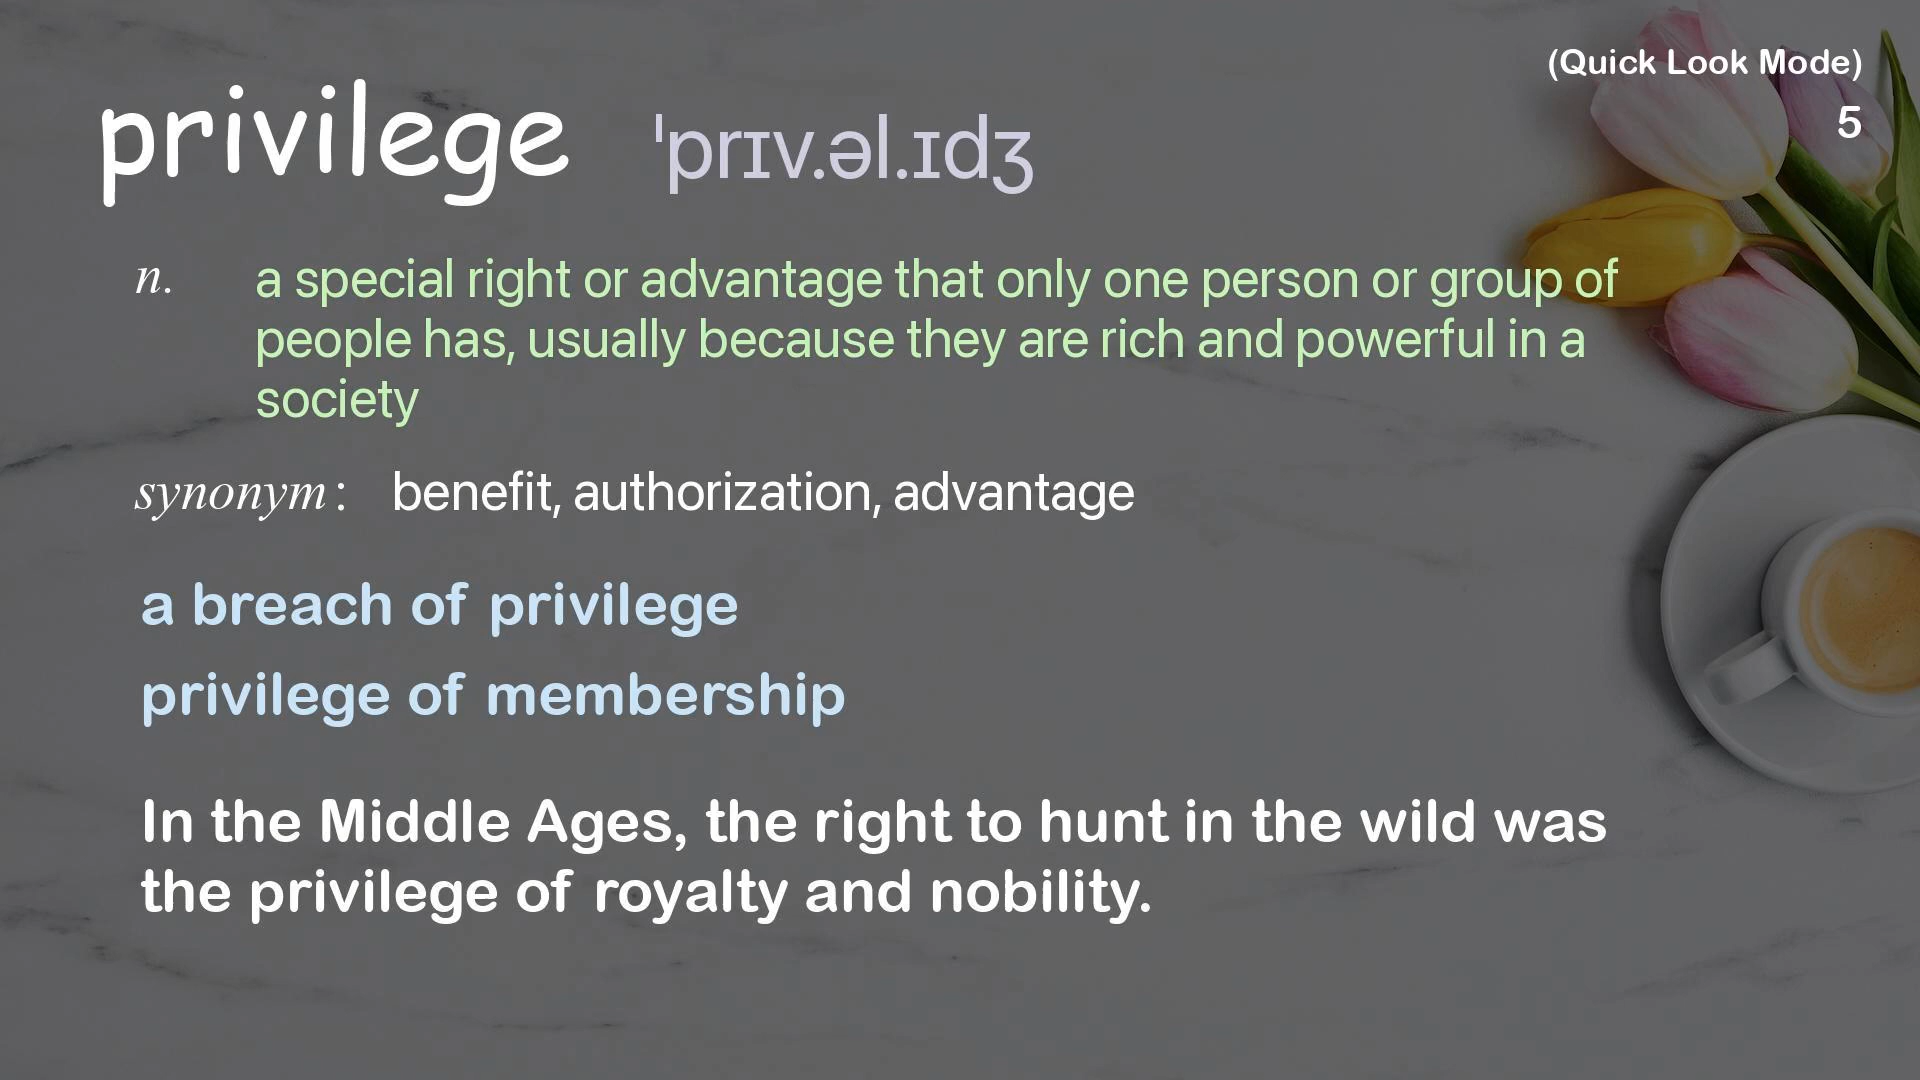 (Quick Look Mode)
5
privilege ˈprɪv.əl.ɪdʒ
n. a special right or advantage that only one person or group of
people has, usually because they are rich and powerful in a
society
synonym: benefit, authorization, advantage
a breach of privilege
privilege of membership
In the Middle Ages, the right to hunt in the wild was
the privilege of royalty and nobility.